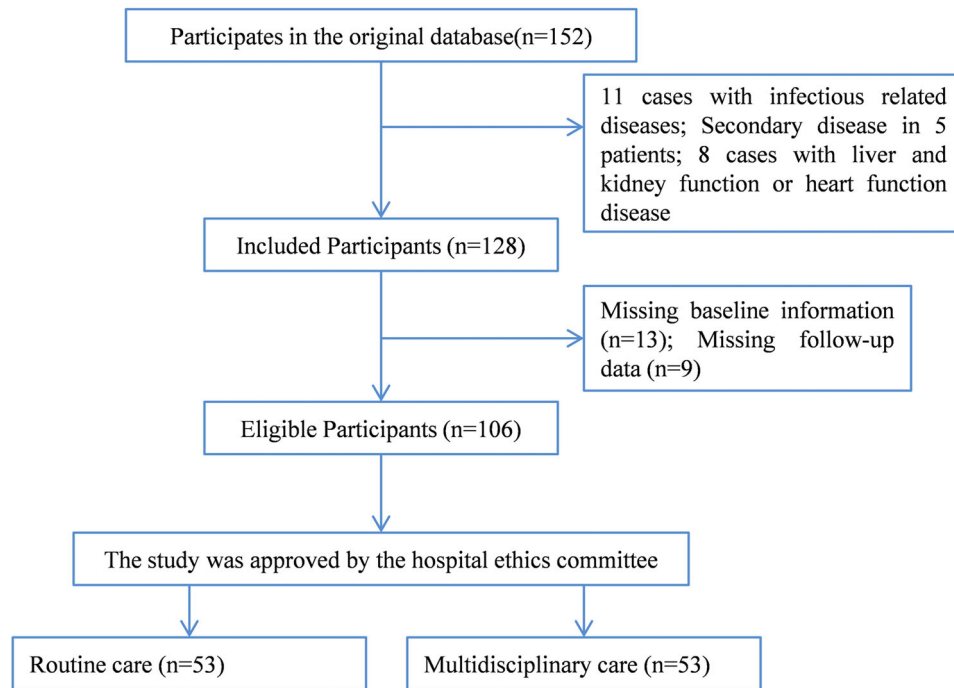 Participates in the original database(n=152)
11 cases with infectious related
diseases; Secondary disease in 5
patients; 8 cases with liver and
kidney function or heart function
disease
Included Participants (n=128)
Missing baseline information
(n=13); Missing follow-up
data (n=9)
Eligible Participants (n=106)
The study was approved by the hospital ethics committee
Routine care (n=53)
Multidisciplinary care (n=53)